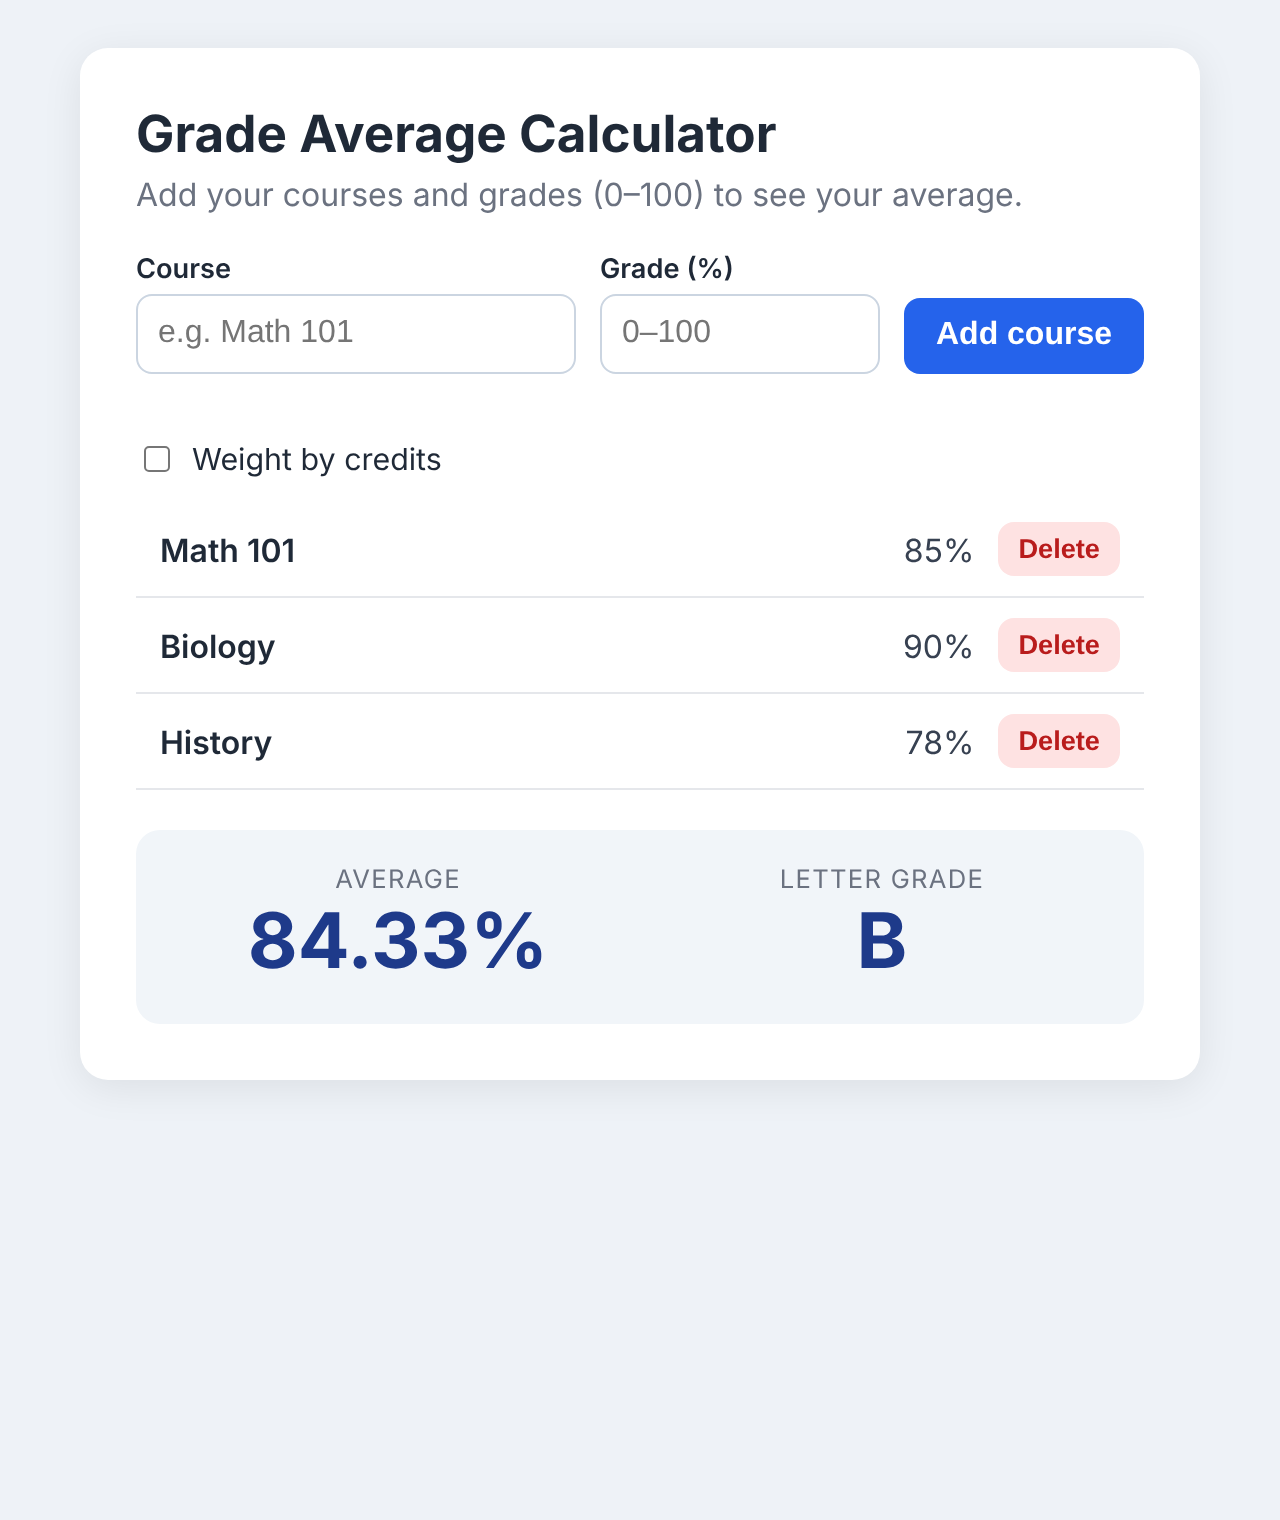 Grade Average Calculator
Add your courses and grades (0–100) to see your average.
Course Grade (%)
e.g. Math 101 0–100 Add course
Weight by credits
Math 101 85% Delete
Biology 90% Delete
History 78% Delete
AVERAGE LETTER GRADE
84.33% B